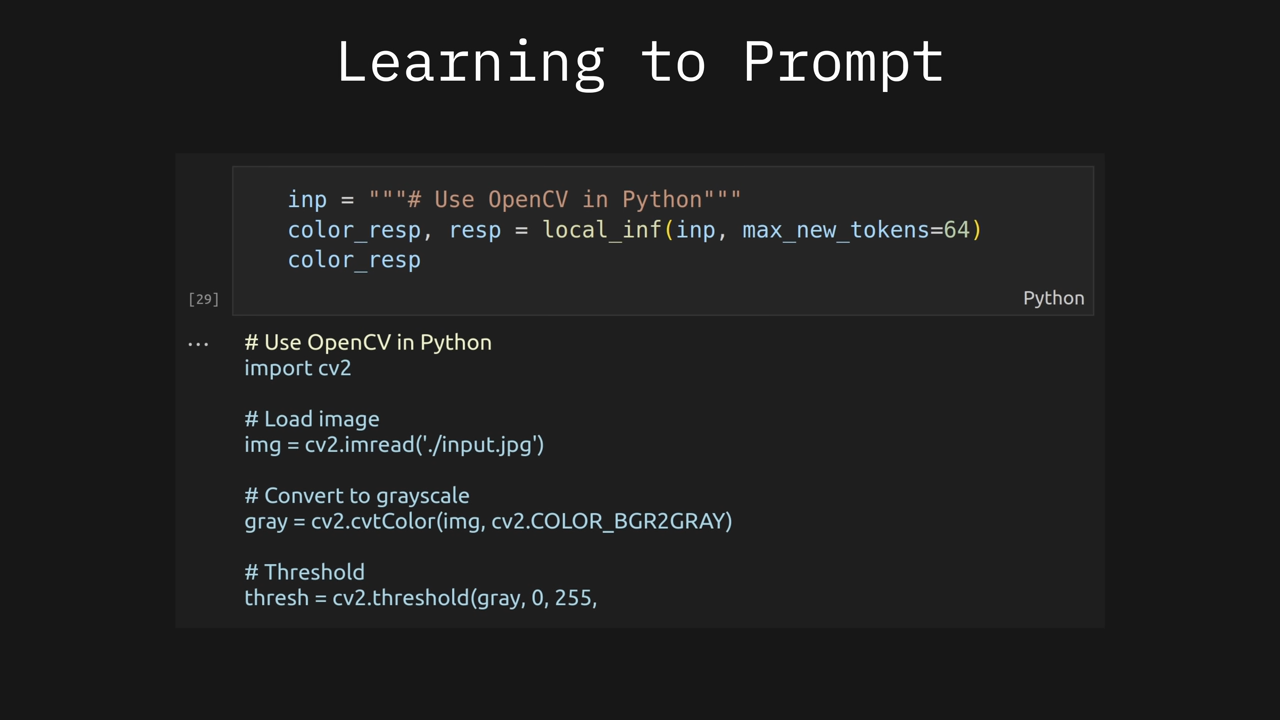 Learning to Prompt
inp = """# Use OpenCV in Python"""
color_resp, resp = local_inf(inp, max_new_tokens=64)
color_resp
[29]
Python
...
# Use OpenCV in Python
import cv2
# Load image
img = cv2.imread('./input.jpg')
# Convert to grayscale
gray = cv2.cvtColor(img, cv2.COLOR_BGR2GRAY)
# Threshold
thresh = cv2.threshold(gray, 0, 255,